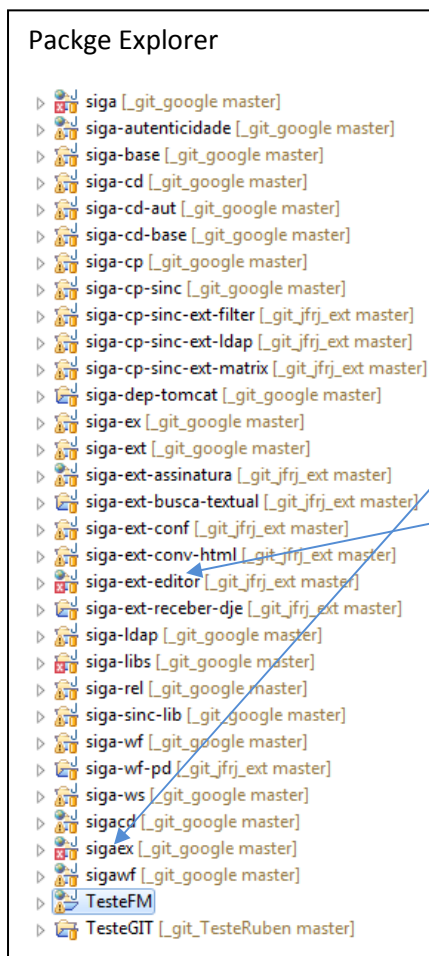 Packge Explorer
siga [_git_google master]
siga-autenticidade [_git_google master]
siga-base [_git_google master]
siga-cd [_git_google master]
siga-cd-aut [_git_google master]
siga-cd-base [_git_google master]
siga-cp [_git_google master]
siga-cp-sinc [_git_google master]
siga-cp-sinc-ext-filter [_git_jfrj_ext master]
siga-cp-sinc-ext-ldap [_git_jfrj_ext master]
siga-cp-sinc-ext-matrix [_git_jfrj_ext master]
siga-dep-tomcat [_git_google master]
siga-ex [_git_google master]
siga-ext [_git_google master]
siga-ext-assinatura [_git_jfrj_ext master]
siga-ext-busca-textual [_git_jfrj_ext master]
siga-ext-conf [_git_jfrj_ext master]
siga-ext-conv-html [_git_jfrj_ext master]
siga-ext-editor [_git_jfrj_ext master]
siga-ext-receber-dje [_git_jfrj_ext master]
siga-ldap [_git_google master]
siga-libs [_git_google master]
siga-rel [_git_google master]
siga-sinc-lib [_git_google master]
siga-wf [_git_google master]
siga-wf-pd [_git_jfrj_ext master]
siga-ws [_git_google master]
sigacd [_git_google master]
sigaex [_git_google master]
sigawf [_git_google master]
TesteFM
TesteGIT [_git_TesteRuben master]